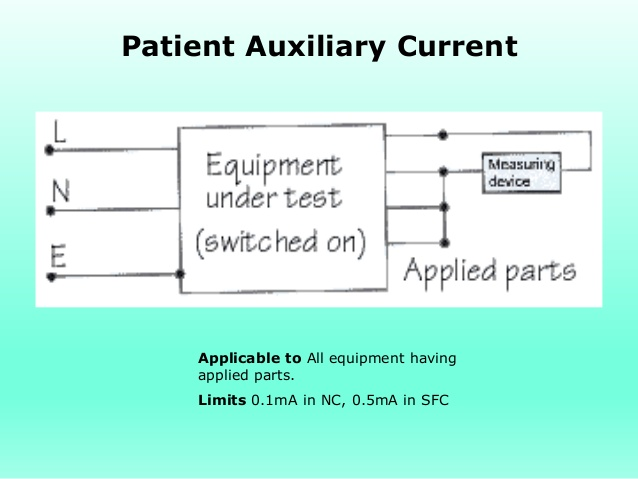 Patient Auxiliary Current
L
N
E
Equipment
under test
(switched on)
Measuring
device
Applied parts
Applicable to All equipment having
applied parts.
Limits 0.1mA in NC, 0.5mA in SFC